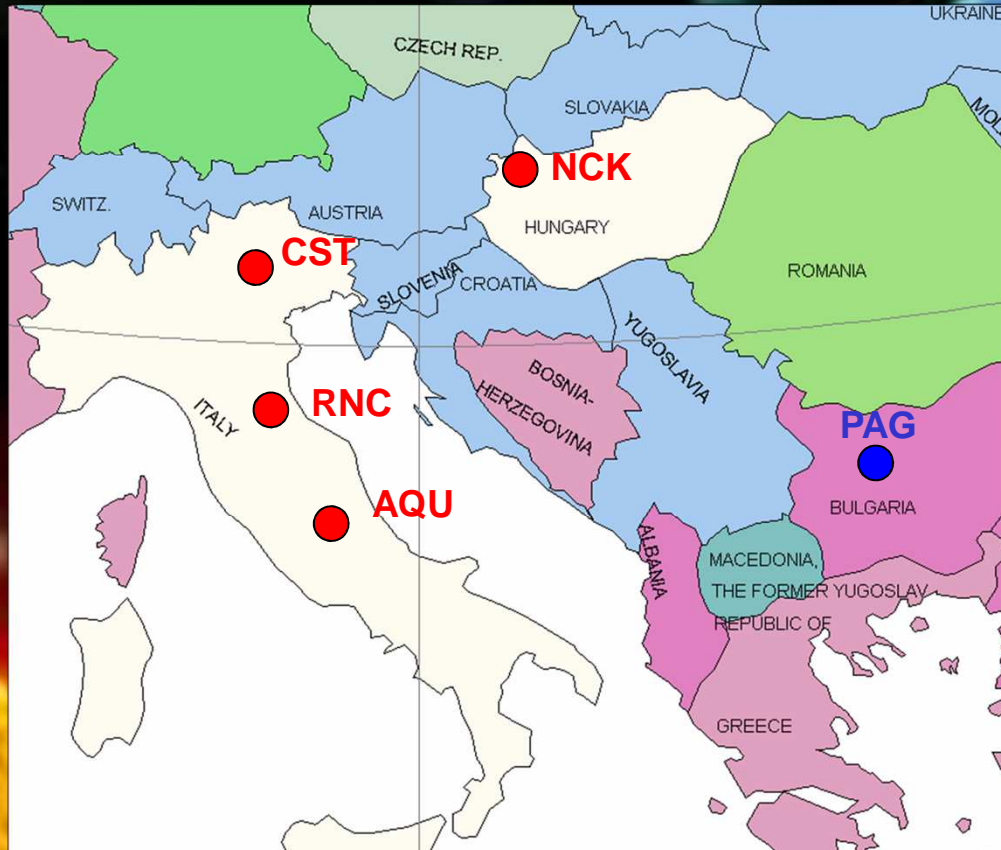 UKRAINE
CZECH REP.
SLOVAKIA
MOL
NCK
SWITZ.
AUSTRIA
HUNGARY
CST
SLOVENIA
CROATIA
ROMANIA
YUGOSLAVIA
BOSNIA-
HERZEGOVINA
RNC
ITALY
PAG
AQU
BULGARIA
ALBANIA
MACEDONIA,
THE FORMER YUGOSLAV
REPUBLIC OF
GREECE